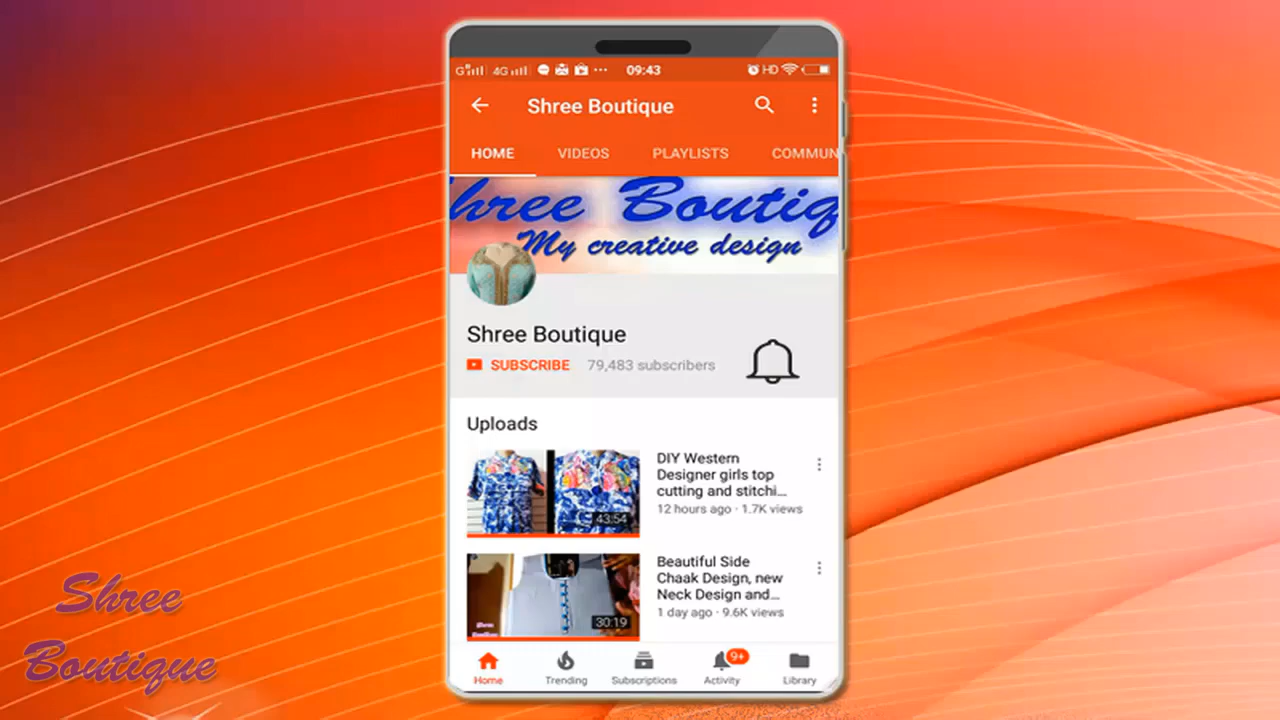 G 4G 09:43 HD
Shree Boutique
HOME VIDEOS PLAYLISTS COMMUN
hree Boutiq
My creative design
Shree Boutique
SUBSCRIBE 79,483 subscribers
Uploads
DIY Western
Designer girls top
cutting and stitchi...
12 hours ago · 1.7K views
43:54
Beautiful Side
Chaak Design, new
Neck Design and...
1 day ago · 9.6K views
30:19
Shree
Boutique
9+
Home Trending Subscriptions Activity Library
Shree
Boutique